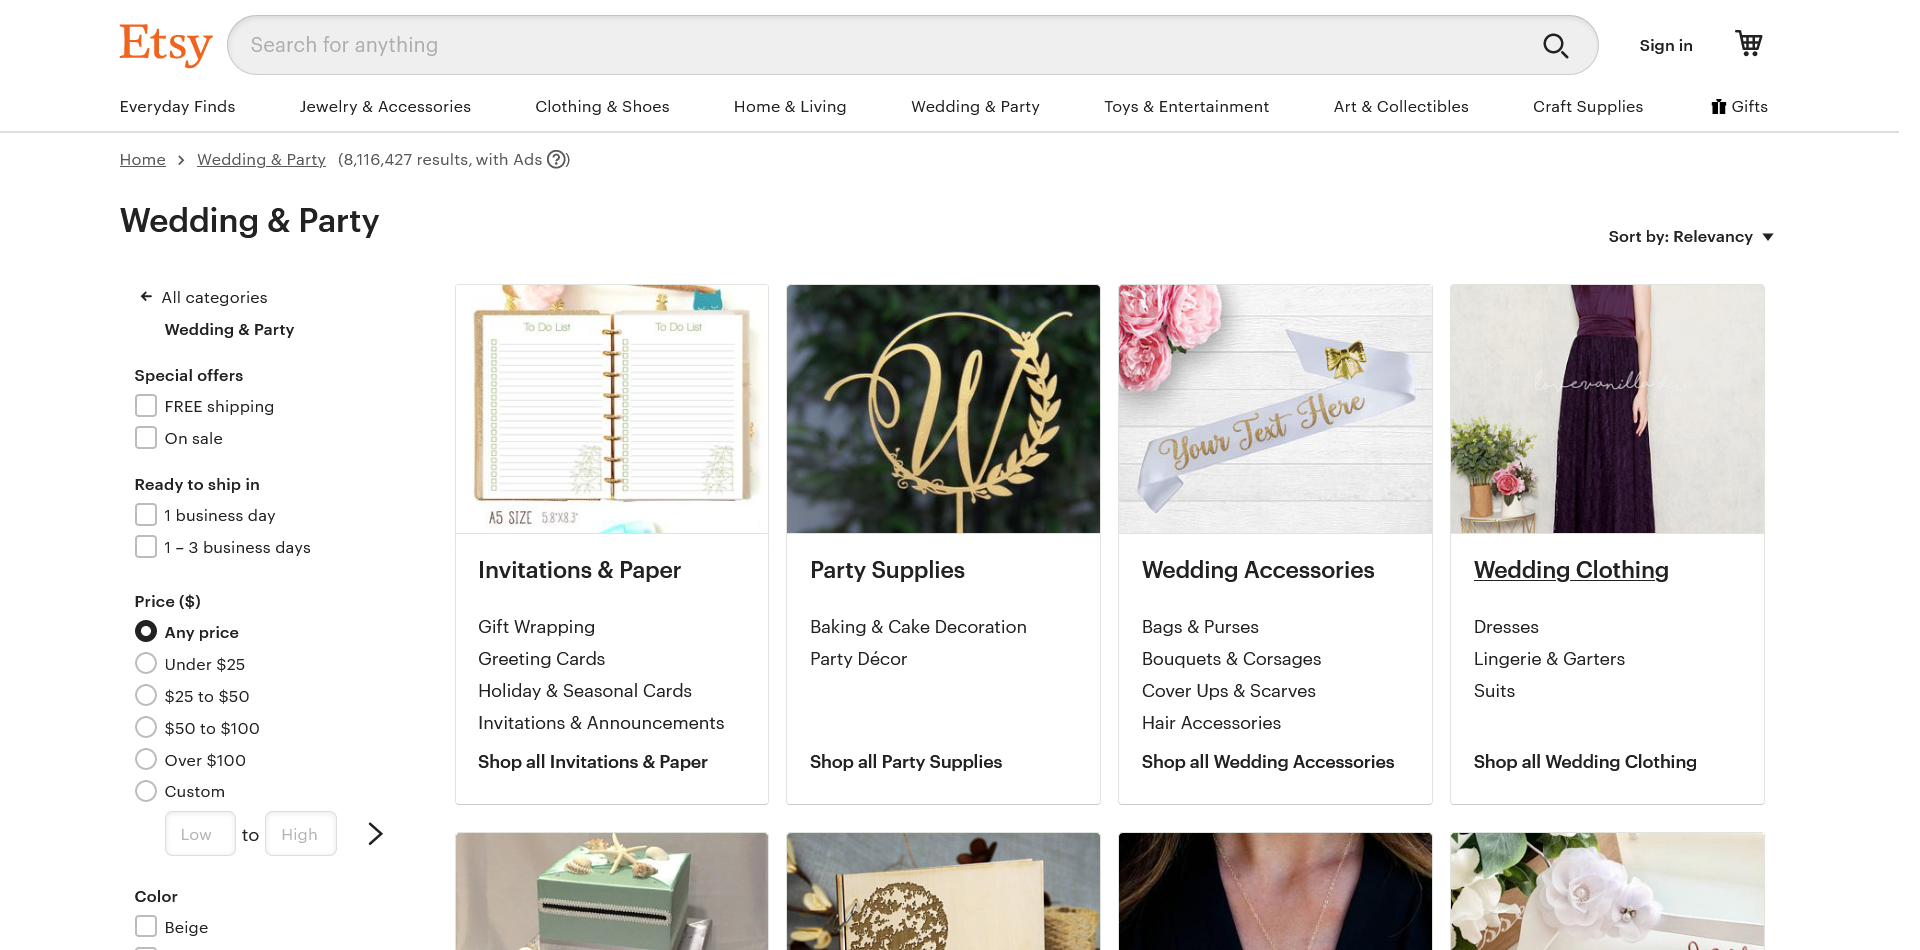 Etsy
Search for anything
Sign in
Everyday Finds
Jewelry & Accessories
Clothing & Shoes
Home & Living
Wedding & Party
Toys & Entertainment
Art & Collectibles
Craft Supplies
Gifts
Home
Wedding & Party
(8,116,427 results, with Ads ?)
Wedding & Party
Sort by: Relevancy
All categories
Wedding & Party
Special offers
FREE shipping
On sale
Ready to ship in
1 business day
1 – 3 business days
Price ($)
Any price
Under $25
$25 to $50
$50 to $100
Over $100
Custom
Low to High
Color
Beige
To Do List
To Do List
A5 SIZE 5.8"X8.3"
Invitations & Paper
Gift Wrapping
Greeting Cards
Holiday & Seasonal Cards
Invitations & Announcements
Shop all Invitations & Paper
W
Party Supplies
Baking & Cake Decoration
Party Décor
Shop all Party Supplies
Your Text Here
Wedding Accessories
Bags & Purses
Bouquets & Corsages
Cover Ups & Scarves
Hair Accessories
Shop all Wedding Accessories
Wedding Clothing
Dresses
Lingerie & Garters
Suits
Shop all Wedding Clothing